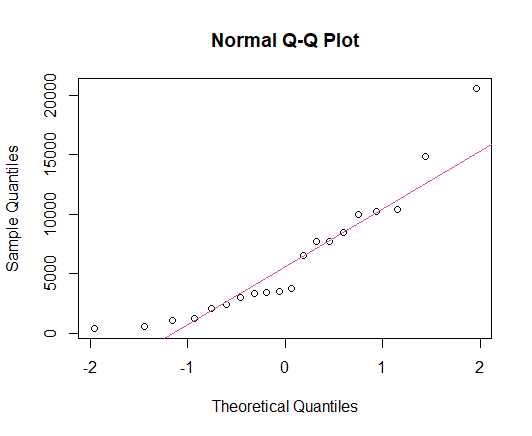 Normal Q-Q Plot
Sample Quantiles
20000
15000
10000
5000
0
-2 -1 0 1 2
Theoretical Quantiles